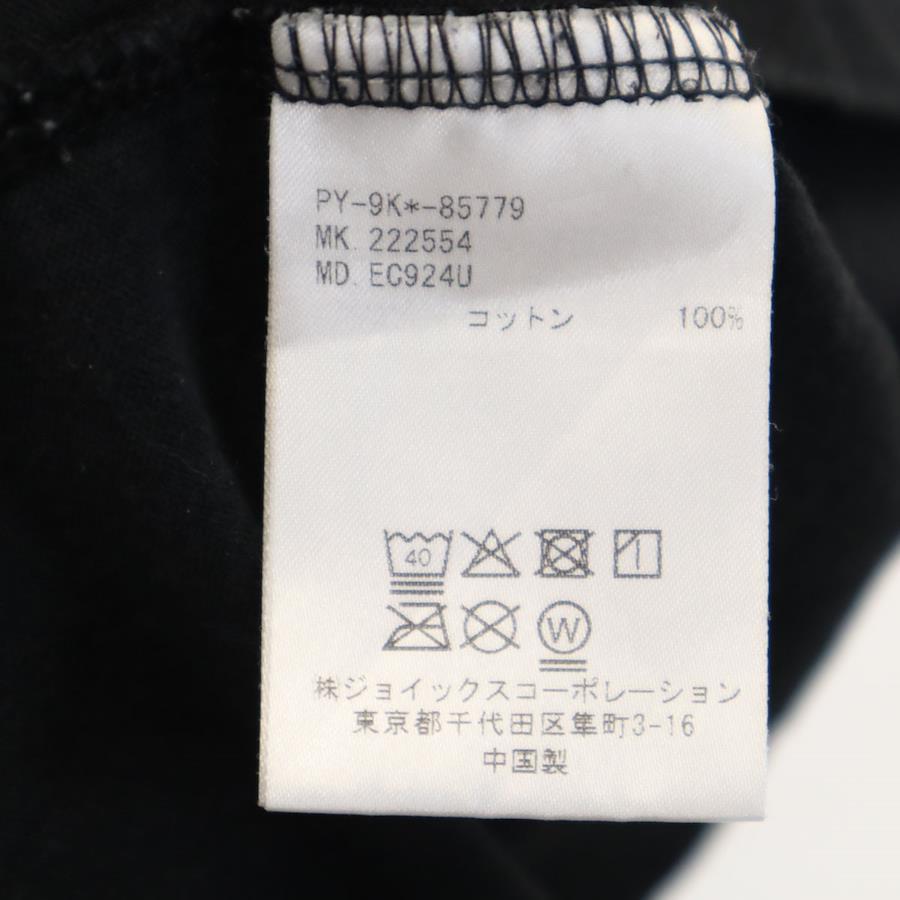 PY-9K*-85779
MK. 222554
MD. EC924U
コットン 100%
40
W
㈱ジョイックスコーポレーション
東京都千代田区隼町3-16
中国製